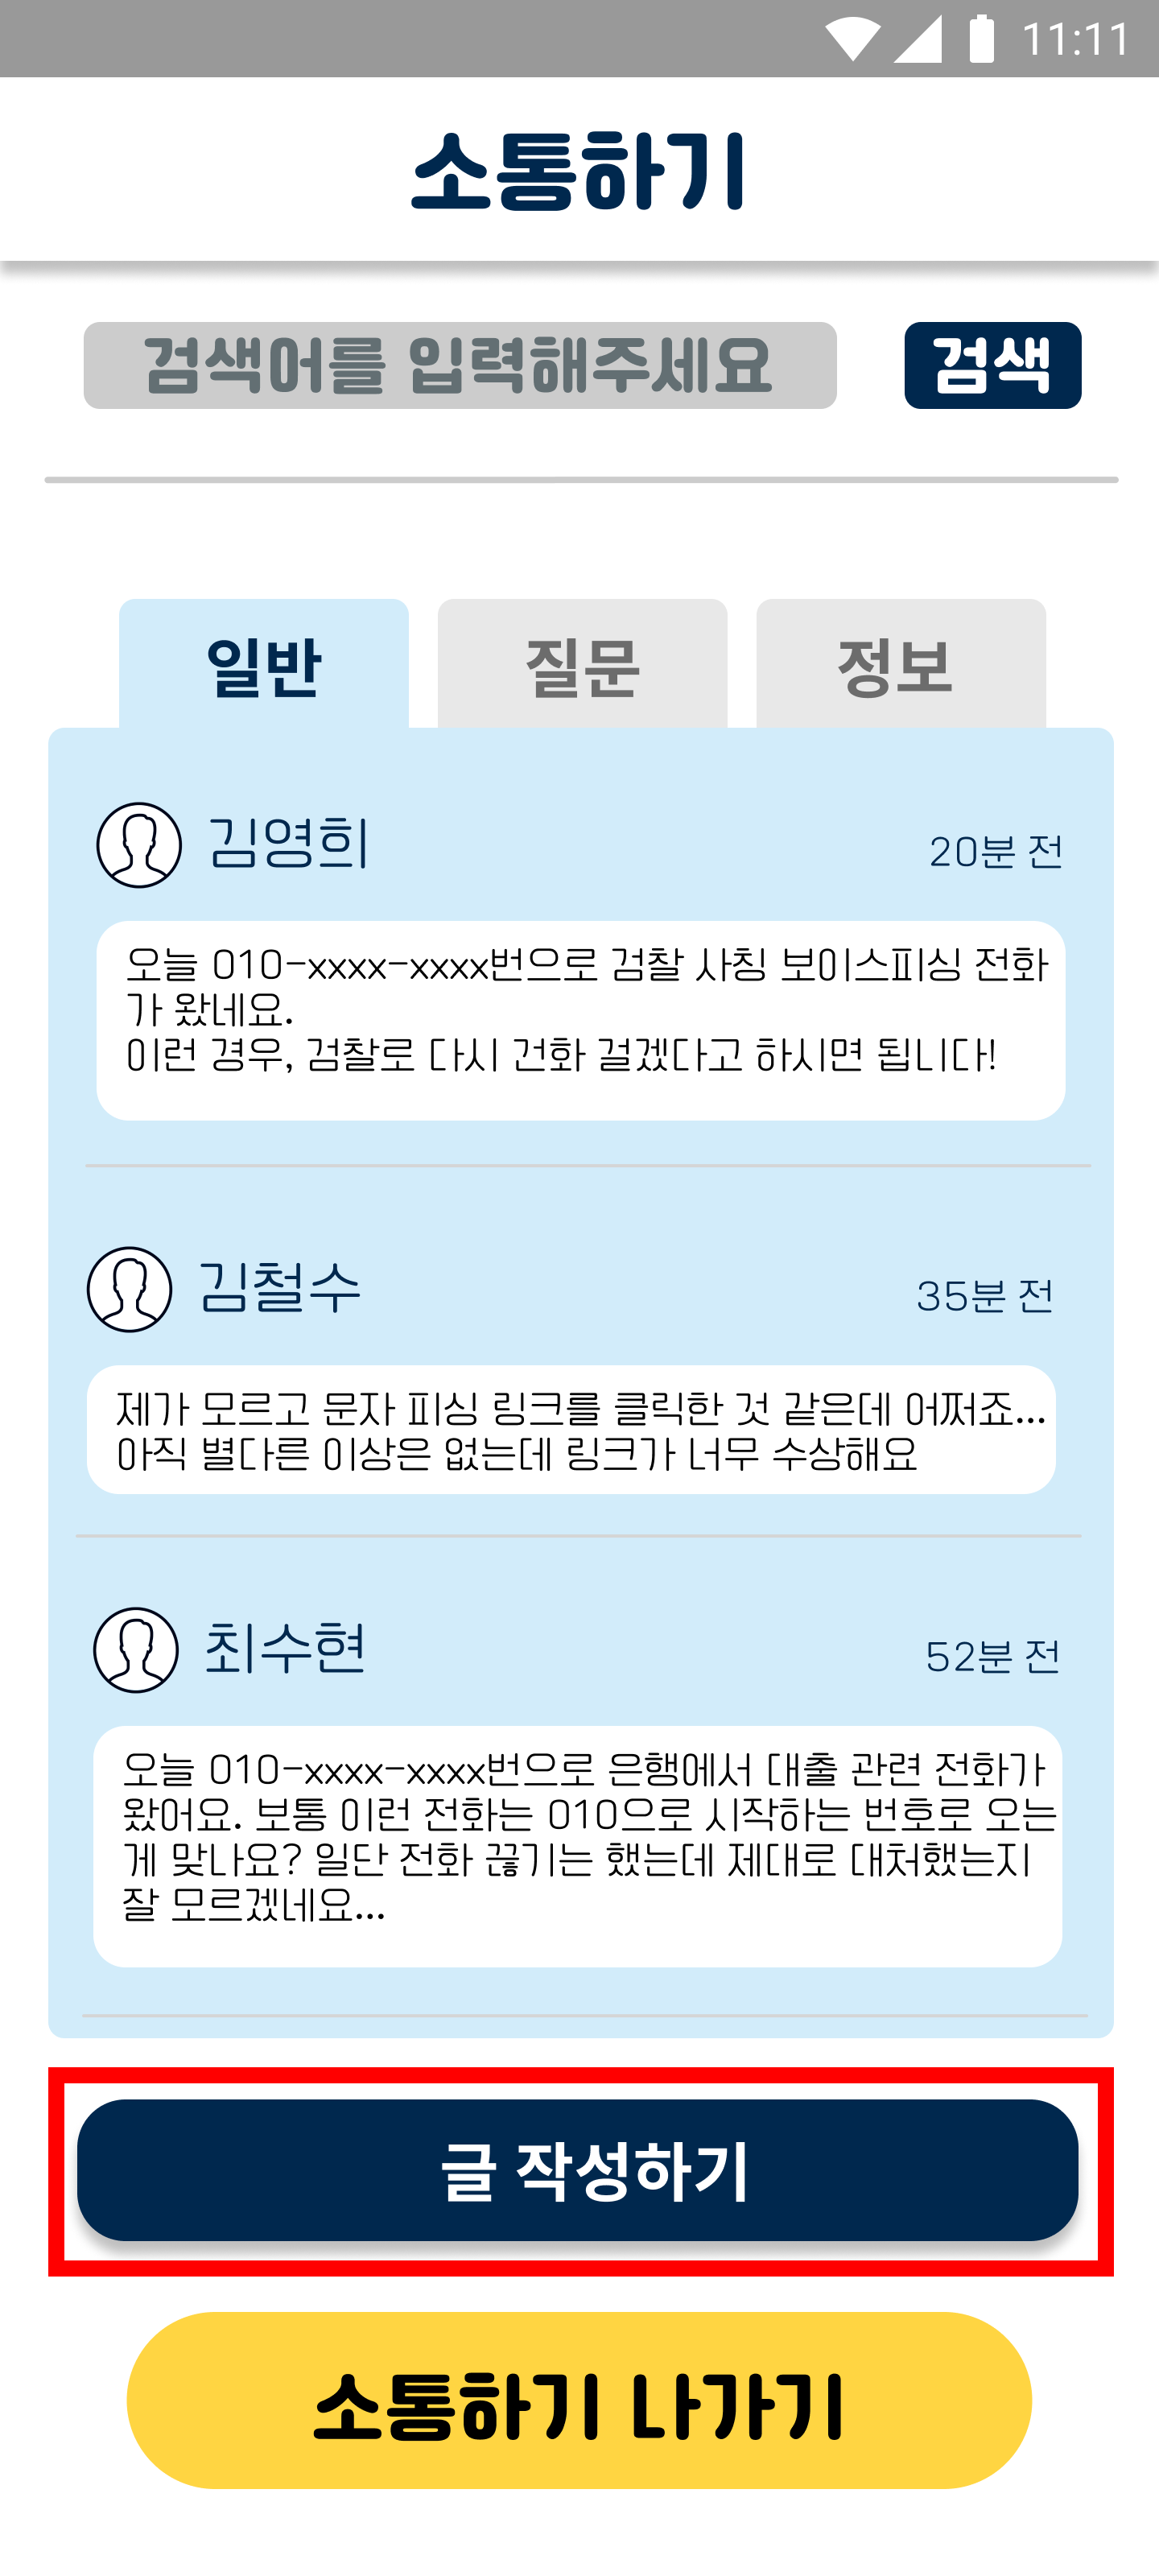 11:11
소통하기
검색어를 입력해주세요 검색
일반 질문 정보
김영희 20분 전
오늘 010-xxxx-xxxx번으로 검찰 사칭 보이스피싱 전화
가 왔네요.
이런 경우, 검찰로 다시 건화 걸겠다고 하시면 됩니다!
김철수 35분 전
제가 모르고 문자 피싱 링크를 클릭한 것 같은데 어쩌죠...
아직 별다른 이상은 없는데 링크가 너무 수상해요
최수현 52분 전
오늘 010-xxxx-xxxx번으로 은행에서 대출 관련 전화가
왔어요. 보통 이런 전화는 010으로 시작하는 번호로 오는
게 맞나요? 일단 전화 끊기는 했는데 제대로 대처했는지
잘 모르겠네요...
글 작성하기
소통하기 나가기